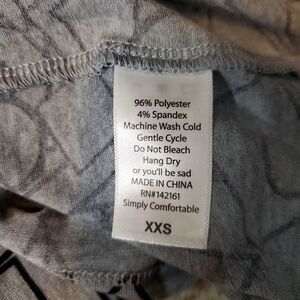 96% Polyester
4% Spandex
Machine Wash Cold
Gentle Cycle
Do Not Bleach
Hang Dry
or you'll be sad
MADE IN CHINA
RN#142161
Simply Comfortable
XXS